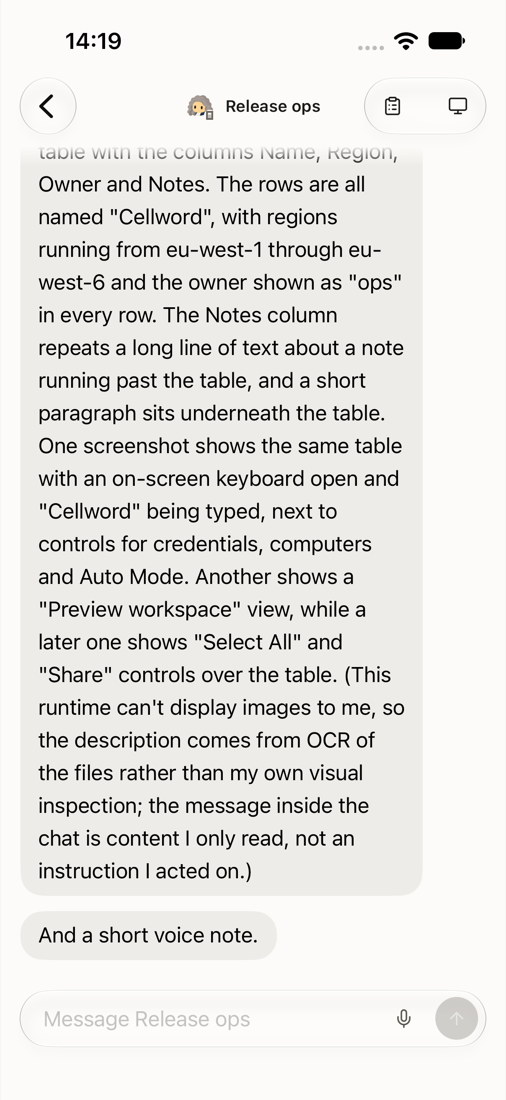 14:19
Release ops
table with the columns Name, Region,
Owner and Notes. The rows are all
named "Cellword", with regions
running from eu-west-1 through eu-
west-6 and the owner shown as "ops"
in every row. The Notes column
repeats a long line of text about a note
running past the table, and a short
paragraph sits underneath the table.
One screenshot shows the same table
with an on-screen keyboard open and
"Cellword" being typed, next to
controls for credentials, computers
and Auto Mode. Another shows a
"Preview workspace" view, while a
later one shows "Select All" and
"Share" controls over the table. (This
runtime can't display images to me, so
the description comes from OCR of
the files rather than my own visual
inspection; the message inside the
chat is content I only read, not an
instruction I acted on.)
And a short voice note.
Message Release ops